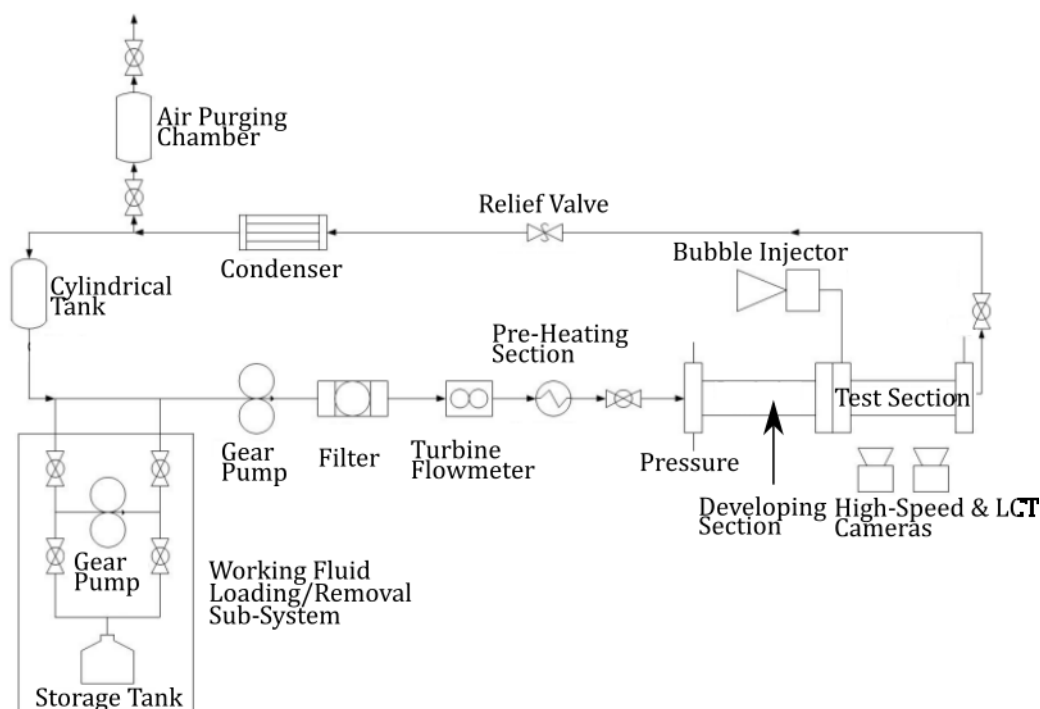 Air Purging
Chamber
Relief Valve
Bubble Injector
Condenser
Cylindrical
Tank
Pre-Heating
Section
Test Section
Gear
Pump
Filter
Turbine
Flowmeter
Pressure
Developing
Section
High-Speed & LCT
Cameras
Gear
Pump
Working Fluid
Loading/Removal
Sub-System
Storage Tank